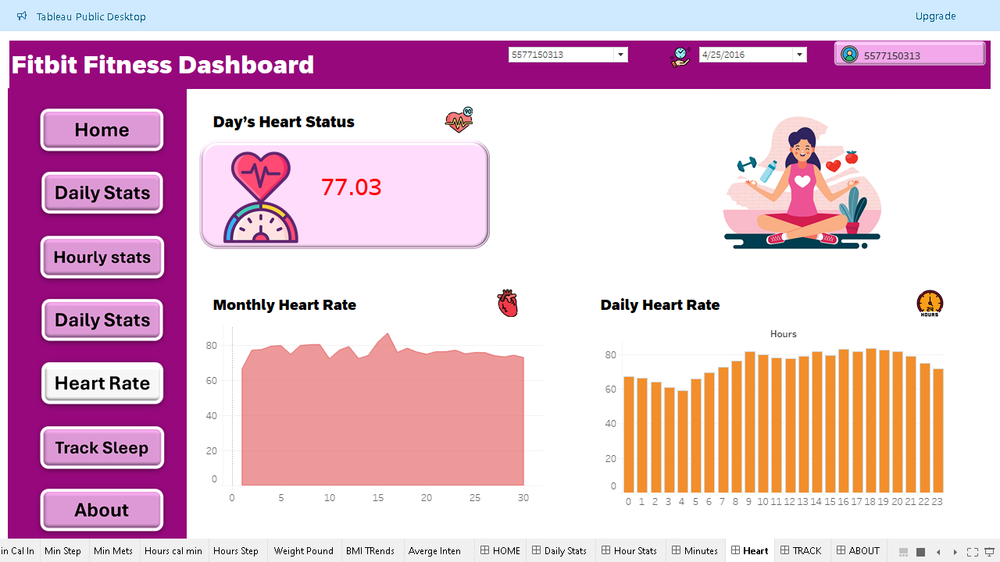 Tableau Public Desktop
Upgrade
Fitbit Fitness Dashboard
5577150313
4/25/2016
5577150313
Home
Daily Stats
Hourly stats
Daily Stats
Heart Rate
Track Sleep
About
Day’s Heart Status
90
77.03
Monthly Heart Rate
80
60
40
20
0
0 5 10 15 20 25 30
Daily Heart Rate
24
HOURS
Hours
80
60
40
20
0
0 1 2 3 4 5 6 7 8 9 10 11 12 13 14 15 16 17 18 19 20 21 22 23
in Cal In Min Step Min Mets Hours cal min Hour Step Weight Pound BMI TRends Averge Inten HOME Daily Stats Hour Stats Minutes Heart TRACK ABOUT